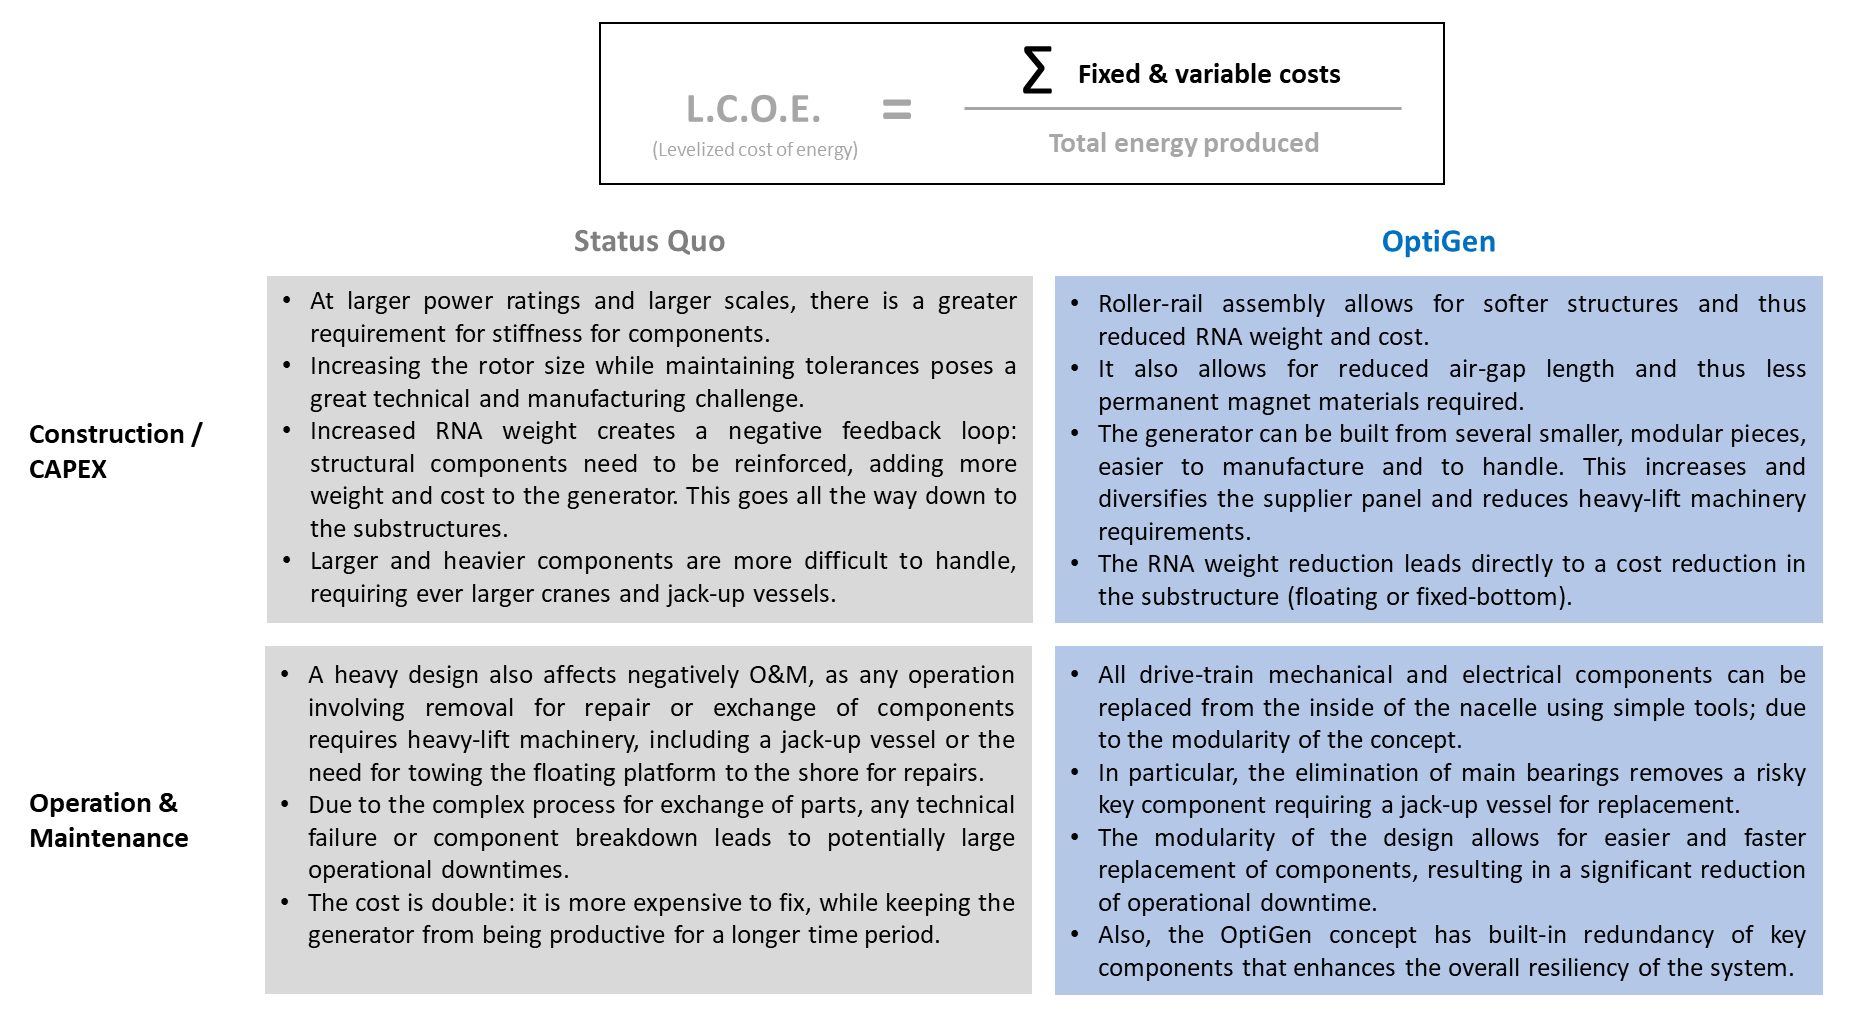 ∑ Fixed & variable costs
L.C.O.E. =
(Levelized cost of energy)
Total energy produced
Status Quo
OptiGen
Construction /
CAPEX
• At larger power ratings and larger scales, there is a greater
requirement for stiffness for components.
• Increasing the rotor size while maintaining tolerances poses a
great technical and manufacturing challenge.
• Increased RNA weight creates a negative feedback loop:
structural components need to be reinforced, adding more
weight and cost to the generator. This goes all the way down to
the substructures.
• Larger and heavier components are more difficult to handle,
requiring ever larger cranes and jack-up vessels.
• Roller-rail assembly allows for softer structures and thus
reduced RNA weight and cost.
• It also allows for reduced air-gap length and thus less
permanent magnet materials required.
• The generator can be built from several smaller, modular pieces,
easier to manufacture and to handle. This increases and
diversifies the supplier panel and reduces heavy-lift machinery
requirements.
• The RNA weight reduction leads directly to a cost reduction in
the substructure (floating or fixed-bottom).
Operation &
Maintenance
• A heavy design also affects negatively O&M, as any operation
involving removal for repair or exchange of components
requires heavy-lift machinery, including a jack-up vessel or the
need for towing the floating platform to the shore for repairs.
• Due to the complex process for exchange of parts, any technical
failure or component breakdown leads to potentially large
operational downtimes.
• The cost is double: it is more expensive to fix, while keeping the
generator from being productive for a longer time period.
• All drive-train mechanical and electrical components can be
replaced from the inside of the nacelle using simple tools; due
to the modularity of the concept.
• In particular, the elimination of main bearings removes a risky
key component requiring a jack-up vessel for replacement.
• The modularity of the design allows for easier and faster
replacement of components, resulting in a significant reduction
of operational downtime.
• Also, the OptiGen concept has built-in redundancy of key
components that enhances the overall resiliency of the system.